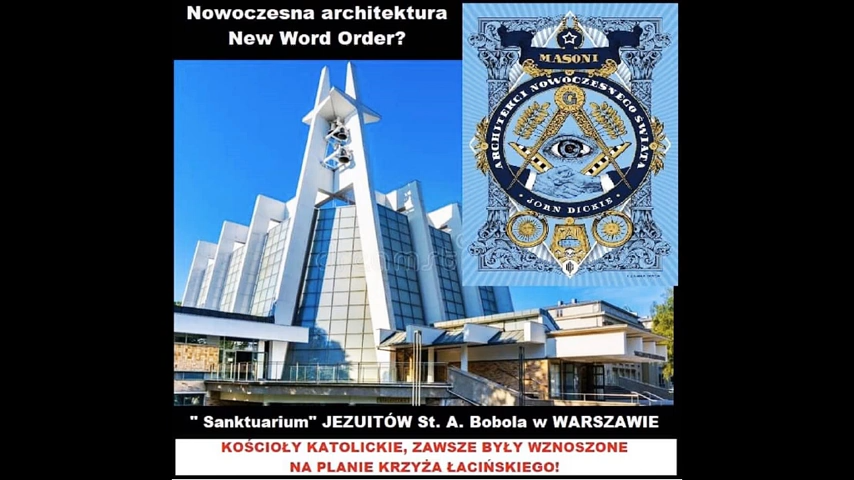 Nowoczesna architektura
New Word Order?
MASONI
ARCHITEKCI NOWOCZESNEGO ŚWIATA
G
JOHN DICKIE
" Sanktuarium" JEZUITÓW St. A. Bobola w WARSZAWIE
KOŚCIOŁY KATOLICKIE, ZAWSZE BYŁY WZNOSZONE
NA PLANIE KRZYŻA ŁACIŃSKIEGO!